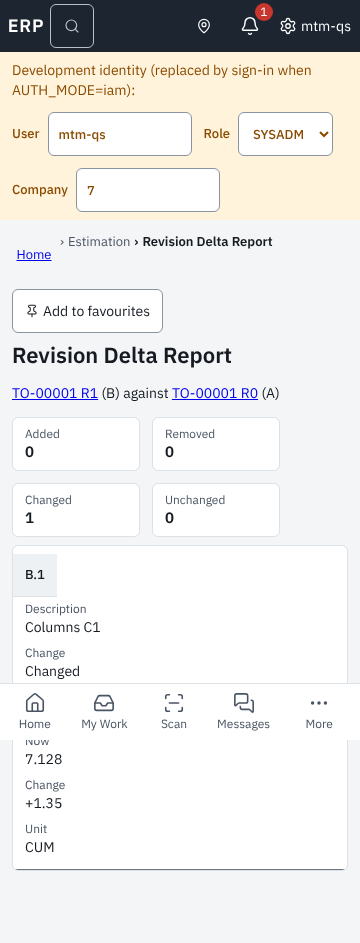 ERP
1
mtm-qs
Development identity (replaced by sign-in when
AUTH_MODE=iam):
User
mtm-qs
Role
SYSADM
Company
7
Home
› Estimation › Revision Delta Report
Add to favourites
Revision Delta Report
TO-00001 R1 (B) against TO-00001 R0 (A)
Added
0
Removed
0
Changed
1
Unchanged
0
B.1
Description
Columns C1
Change
Changed
Home
My Work
Scan
Messages
More
Now
7.128
Change
+1.35
Unit
CUM